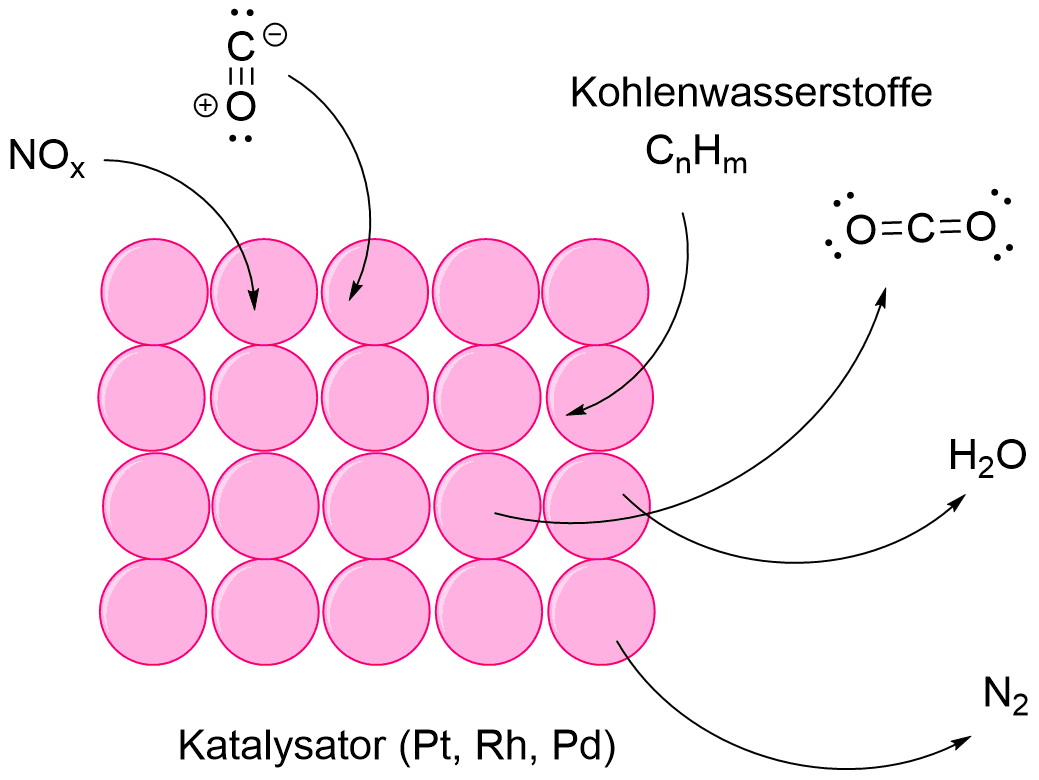 C⊖
⊕O
Kohlenwasserstoffe
CₙHₘ
NOₓ
O=C=O
H₂O
N₂
Katalysator (Pt, Rh, Pd)